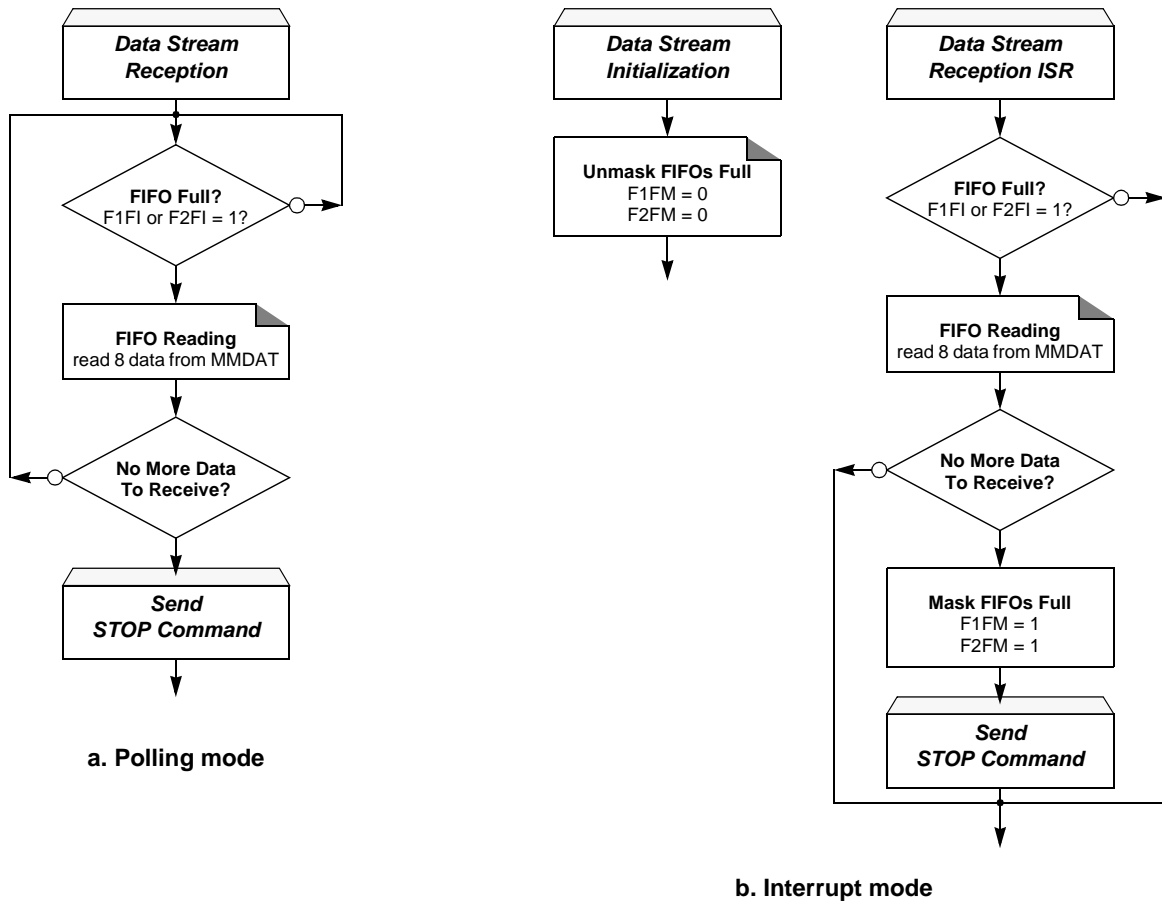 Data Stream
Reception
FIFO Full?
F1FI or F2FI = 1?
FIFO Reading
read 8 data from MMDAT
No More Data
To Receive?
Send
STOP Command
a. Polling mode
Data Stream
Initialization
Unmask FIFOs Full
F1FM = 0
F2FM = 0
Data Stream
Reception ISR
FIFO Full?
F1FI or F2FI = 1?
FIFO Reading
read 8 data from MMDAT
No More Data
To Receive?
Mask FIFOs Full
F1FM = 1
F2FM = 1
Send
STOP Command
b. Interrupt mode